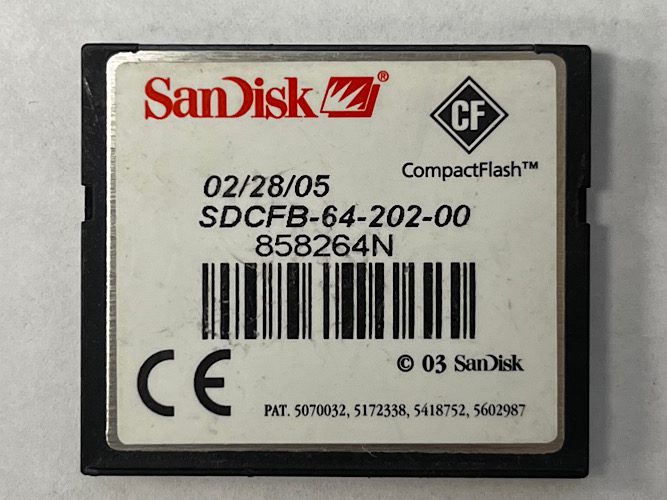 SanDisk®
CF
CompactFlash™
02/28/05
SDCFB-64-202-00
858264N
CE
© 03 SanDisk
PAT. 5070032, 5172338, 5418752, 5602987